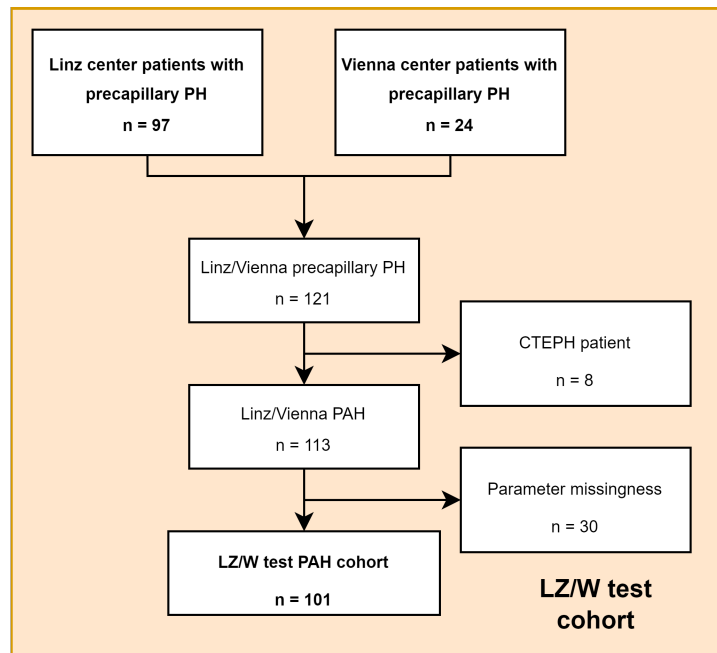 Linz center patients with
precapillary PH
n = 97
Vienna center patients with
precapillary PH
n = 24
Linz/Vienna precapillary PH
n = 121
CTEPH patient
n = 8
Linz/Vienna PAH
n = 113
Parameter missingness
n = 30
LZ/W test PAH cohort
n = 101
LZ/W test
cohort